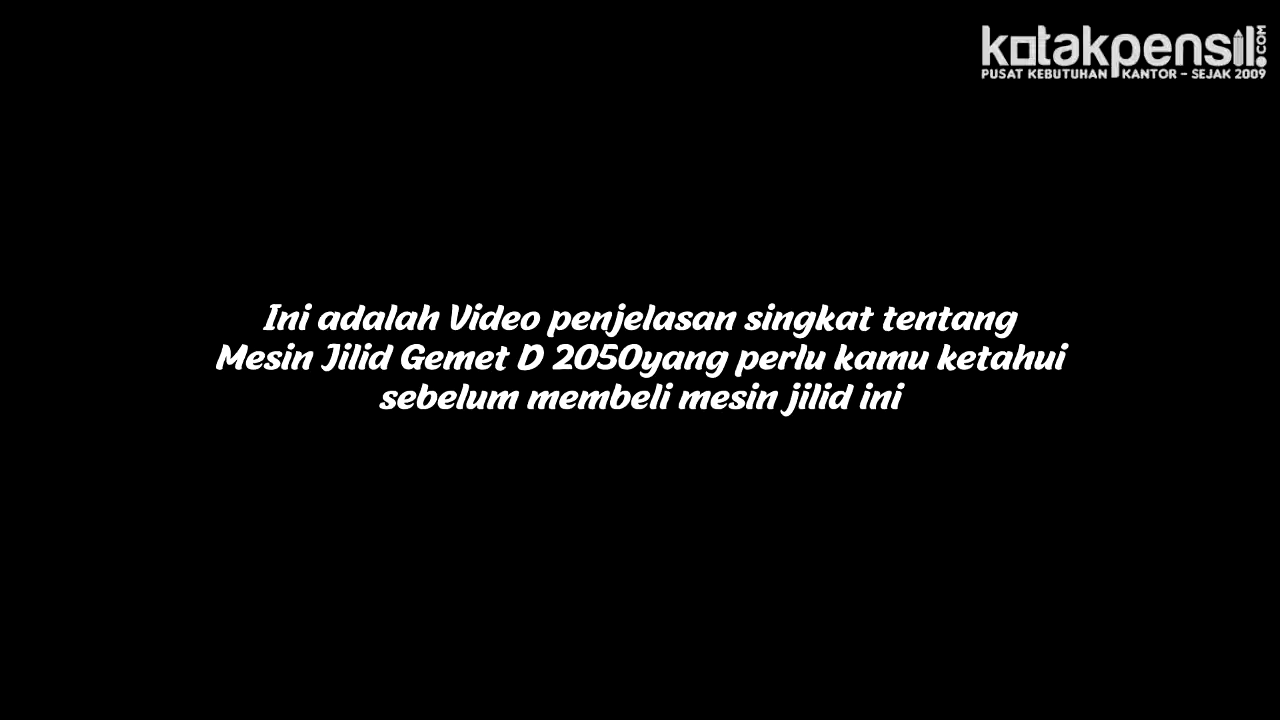 kotakpensil.com
PUSAT KEBUTUHAN KANTOR - SEJAK 2009
Ini adalah Video penjelasan singkat tentang
Mesin Jilid Gemet D 2050yang perlu kamu ketahui
sebelum membeli mesin jilid ini